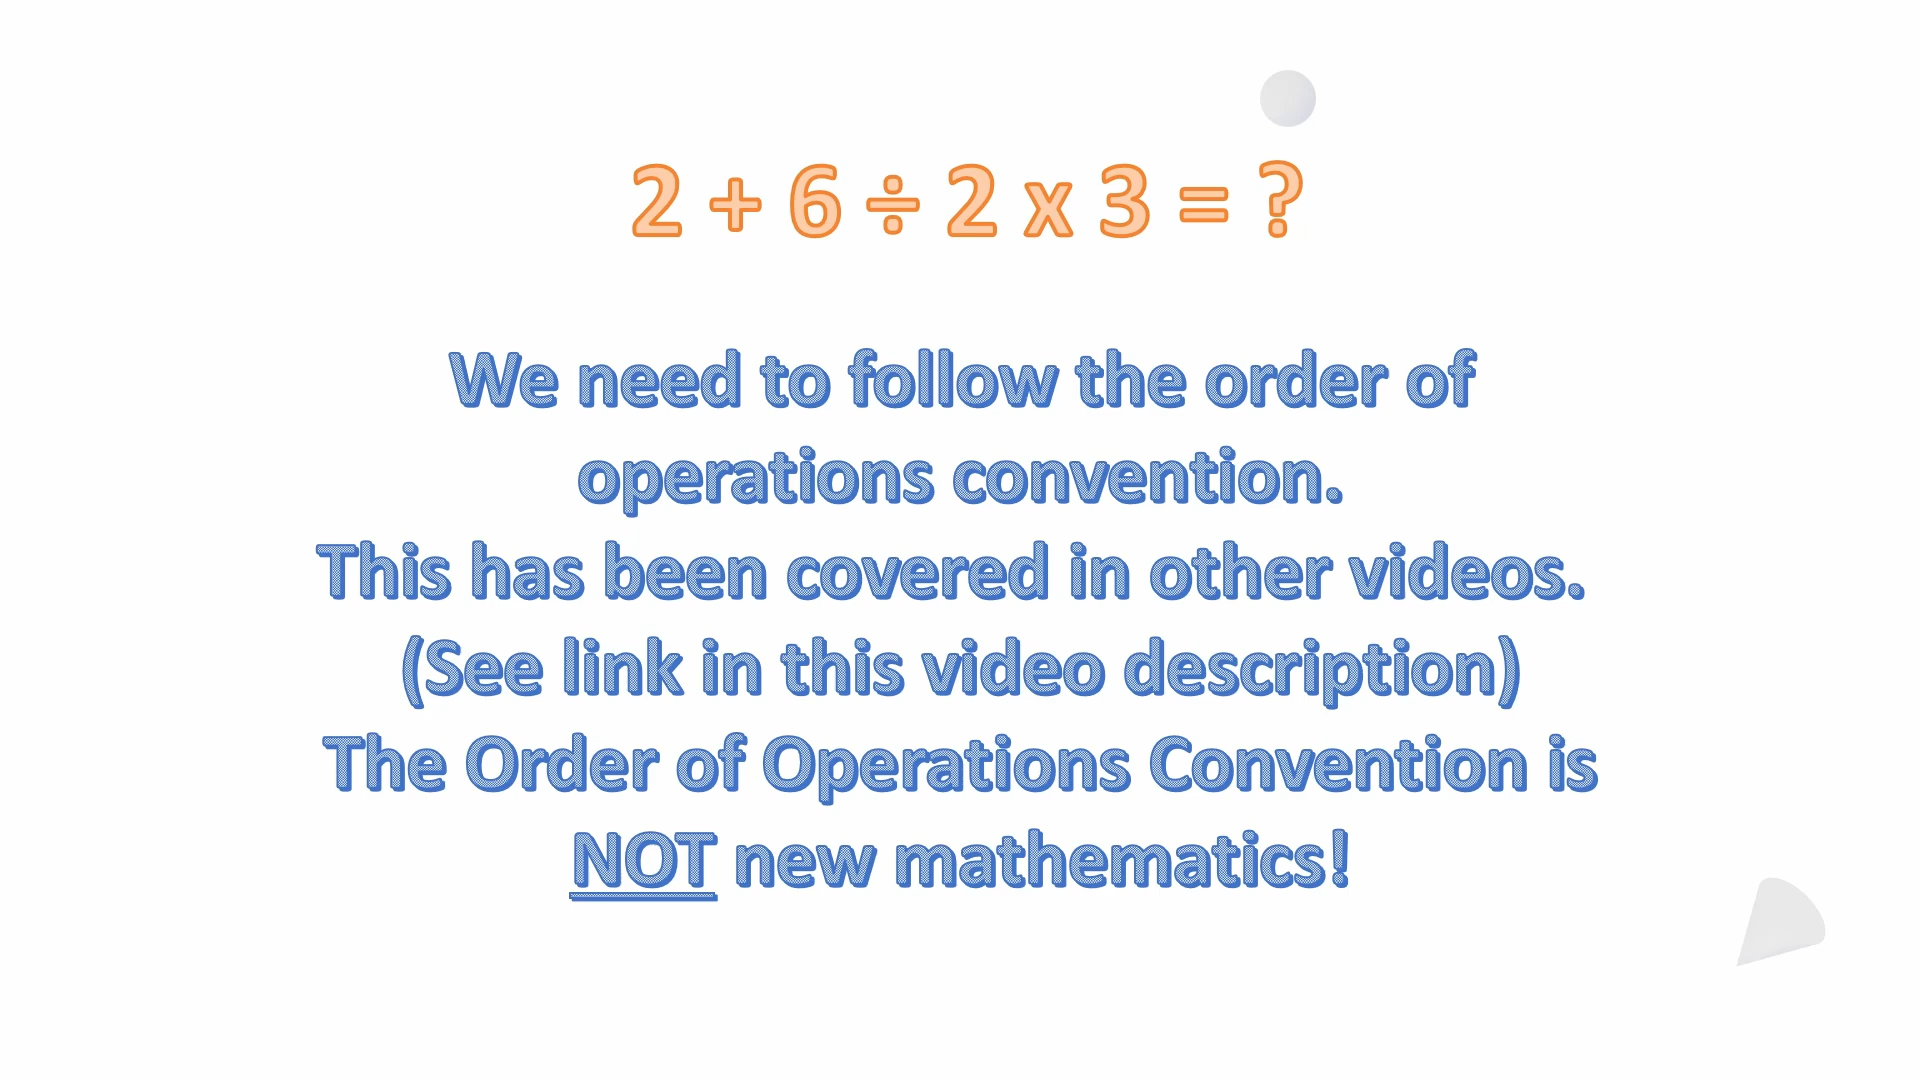 2 + 6 ÷ 2 x 3 = ?
We need to follow the order of
operations convention.
This has been covered in other videos.
(See link in this video description)
The Order of Operations Convention is
NOT new mathematics!